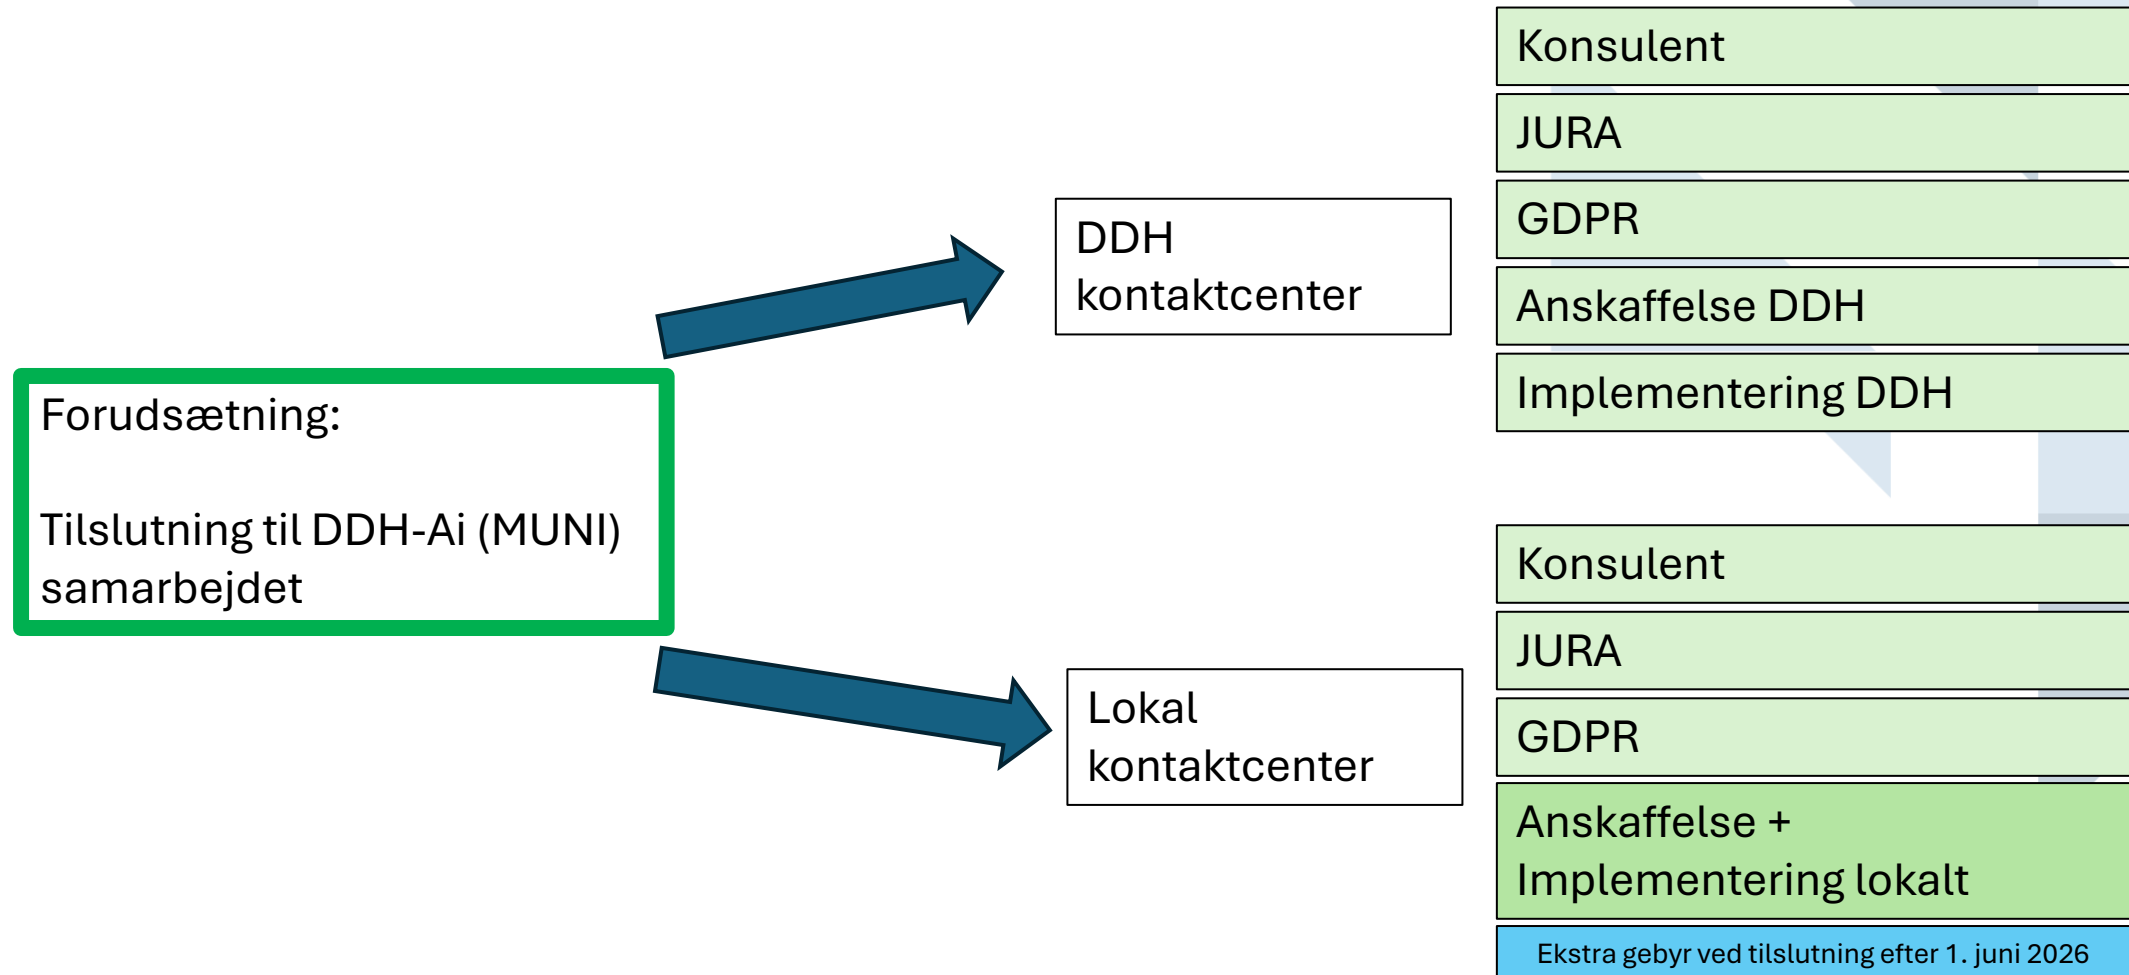 Forudsætning:
Tilslutning til DDH-Ai (MUNI)
samarbejdet
DDH
kontaktcenter
Konsulent
JURA
GDPR
Anskaffelse DDH
Implementering DDH
Lokal
kontaktcenter
Konsulent
JURA
GDPR
Anskaffelse +
Implementering lokalt
Ekstra gebyr ved tilslutning efter 1. juni 2026